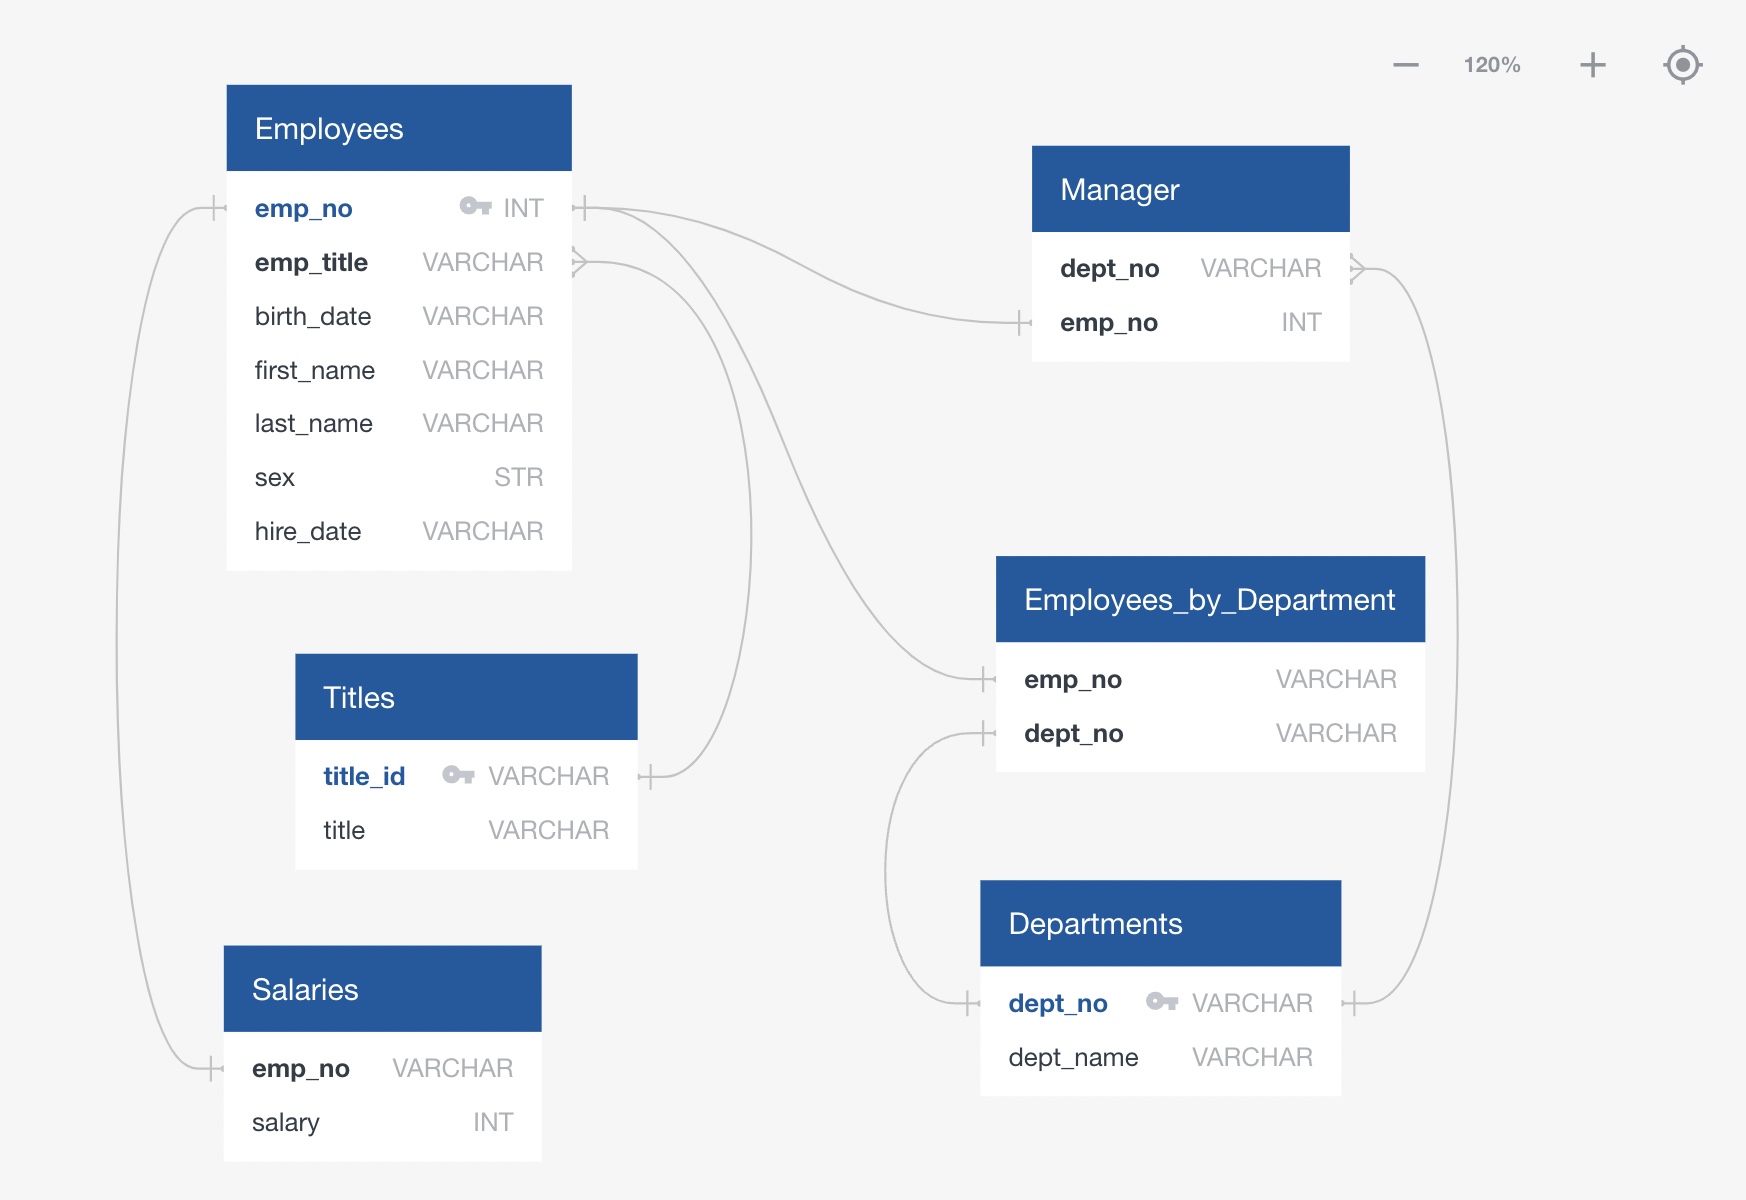 120%
Employees
emp_no INT
emp_title VARCHAR
birth_date VARCHAR
first_name VARCHAR
last_name VARCHAR
sex STR
hire_date VARCHAR
Manager
dept_no VARCHAR
emp_no INT
Employees_by_Department
emp_no VARCHAR
dept_no VARCHAR
Titles
title_id VARCHAR
title VARCHAR
Departments
dept_no VARCHAR
dept_name VARCHAR
Salaries
emp_no VARCHAR
salary INT